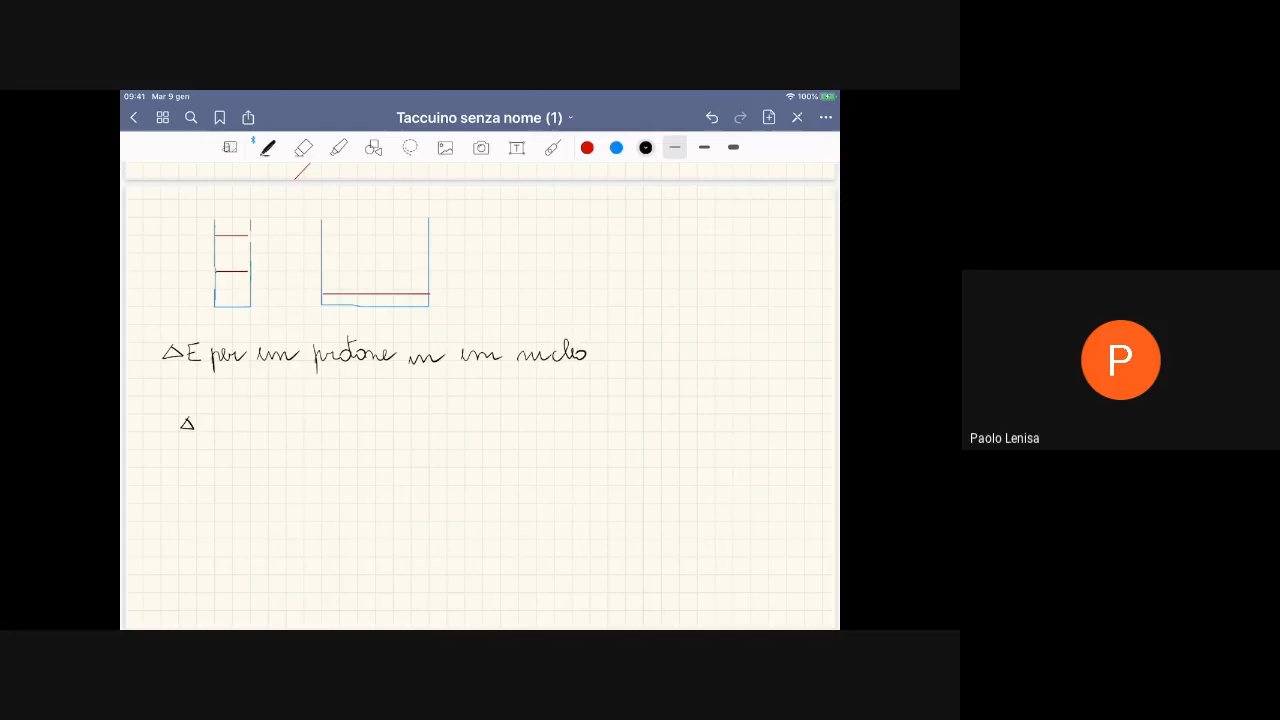 09:41 Mar 9 gen 100%
Taccuino senza nome (1)
ΔE per un protone in un nucleo
Δ
P
Paolo Lenisa